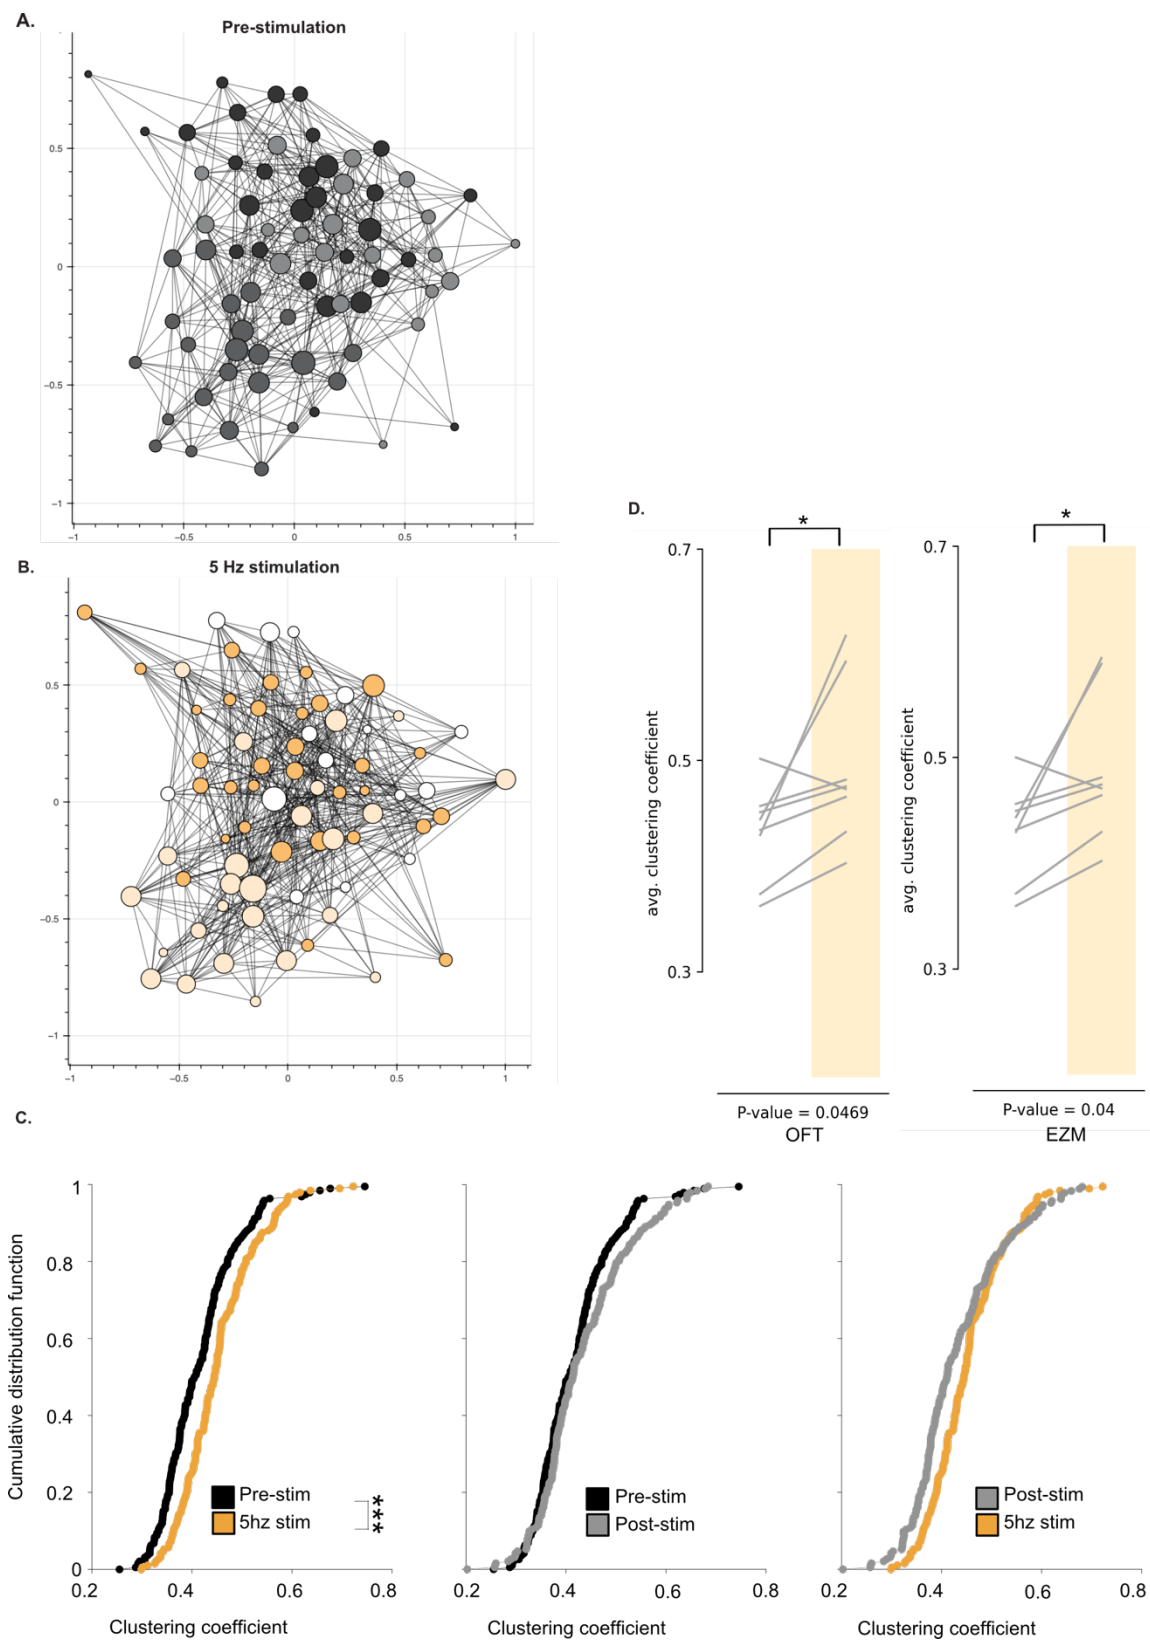 A.
Pre-stimulation
0.5
0
−0.5
−1
−1
−0.5
0
0.5
1
B.
5 Hz stimulation
0.5
0
−0.5
−1
−1
−0.5
0
0.5
1
D.
*
0.7
0.5
0.3
avg. clustering coefficient
P-value = 0.0469
OFT
*
0.7
0.5
0.3
avg. clustering coefficient
P-value = 0.04
EZM
C.
Cumulative distribution function
1
0.8
0.6
0.4
0.2
0
Pre-stim
5hz stim
***
0.2
0.4
0.6
0.8
Clustering coefficient
Pre-stim
Post-stim
0.2
0.4
0.6
0.8
Clustering coefficient
Post-stim
5hz stim
0.2
0.4
0.6
0.8
Clustering coefficient